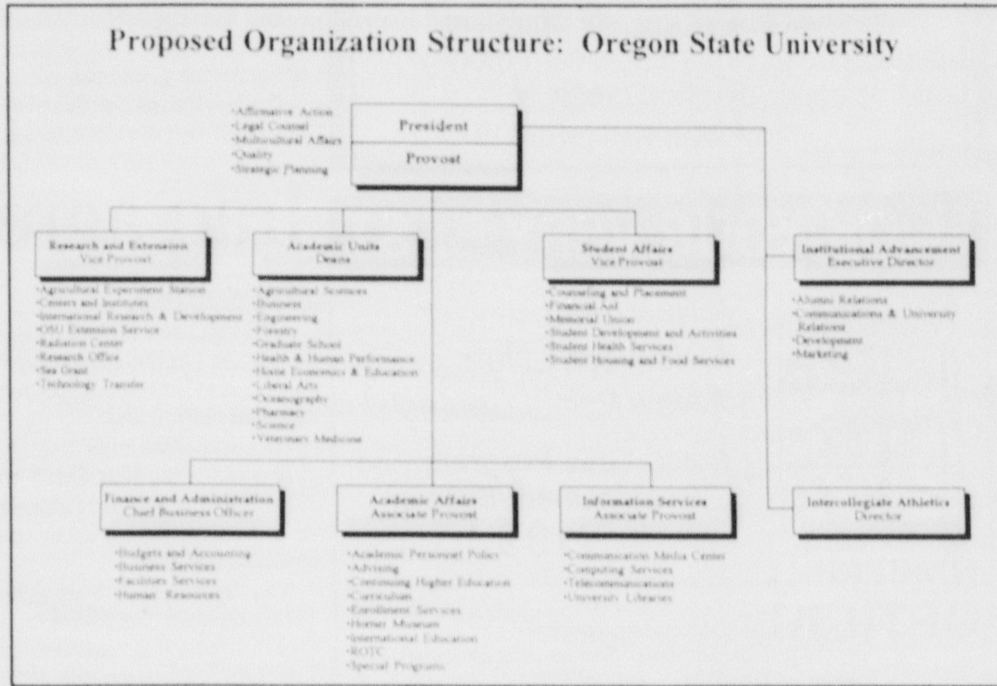 Proposed Organization Structure: Oregon State University
•Affirmative Action
•Legal Counsel
•Multicultural Affairs
•Quality
•Strategic Planning
President
Provost
Research and Extension
Vice Provost
•Agricultural Experiment Station
•Centers and Institutes
•International Research & Development
•OSU Extension Service
•Radiation Center
•Research Office
•Sea Grant
•Technology Transfer
Academic Units
Deans
•Agricultural Sciences
•Business
•Engineering
•Forestry
•Graduate School
•Health & Human Performance
•Home Economics & Education
•Liberal Arts
•Oceanography
•Pharmacy
•Science
•Veterinary Medicine
Student Affairs
Vice Provost
•Counseling and Placement
•Financial Aid
•Memorial Union
•Student Development and Activities
•Student Health Services
•Student Housing and Food Services
Institutional Advancement
Executive Director
•Alumni Relations
•Communications & University
Relations
•Development
•Marketing
Finance and Administration
Chief Business Officer
•Budgets and Accounting
•Business Services
•Facilities Services
•Human Resources
Academic Affairs
Associate Provost
•Academic Personnel Policy
•Advising
•Continuing Higher Education
•Curriculum
•Enrollment Services
•Horner Museum
•International Education
•ROTC
•Special Programs
Information Services
Associate Provost
•Communication Media Center
•Computing Services
•Telecommunications
•University Libraries
Intercollegiate Athletics
Director